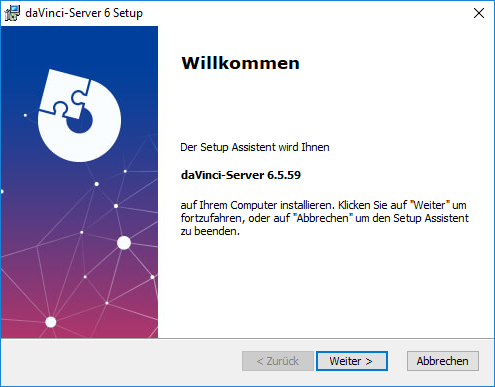 daVinci-Server 6 Setup
Willkommen
Der Setup Assistent wird Ihnen
daVinci-Server 6.5.59
auf Ihrem Computer installieren. Klicken Sie auf "Weiter" um
fortzufahren, oder auf "Abbrechen" um den Setup Assistent
zu beenden.
< Zurück
Weiter >
Abbrechen